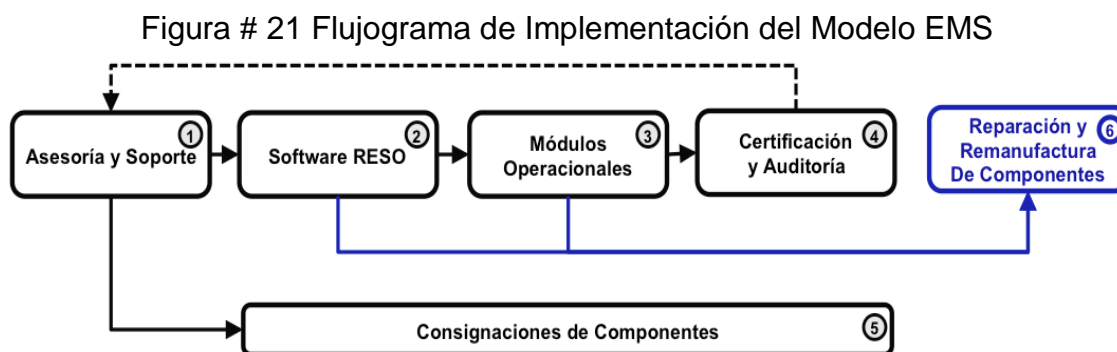 Figura # 21 Flujograma de Implementación del Modelo EMS
1
Asesoría y Soporte
2
Software RESO
3
Módulos
Operacionales
4
Certificación
y Auditoría
6
Reparación y
Remanufactura
De Componentes
5
Consignaciones de Componentes